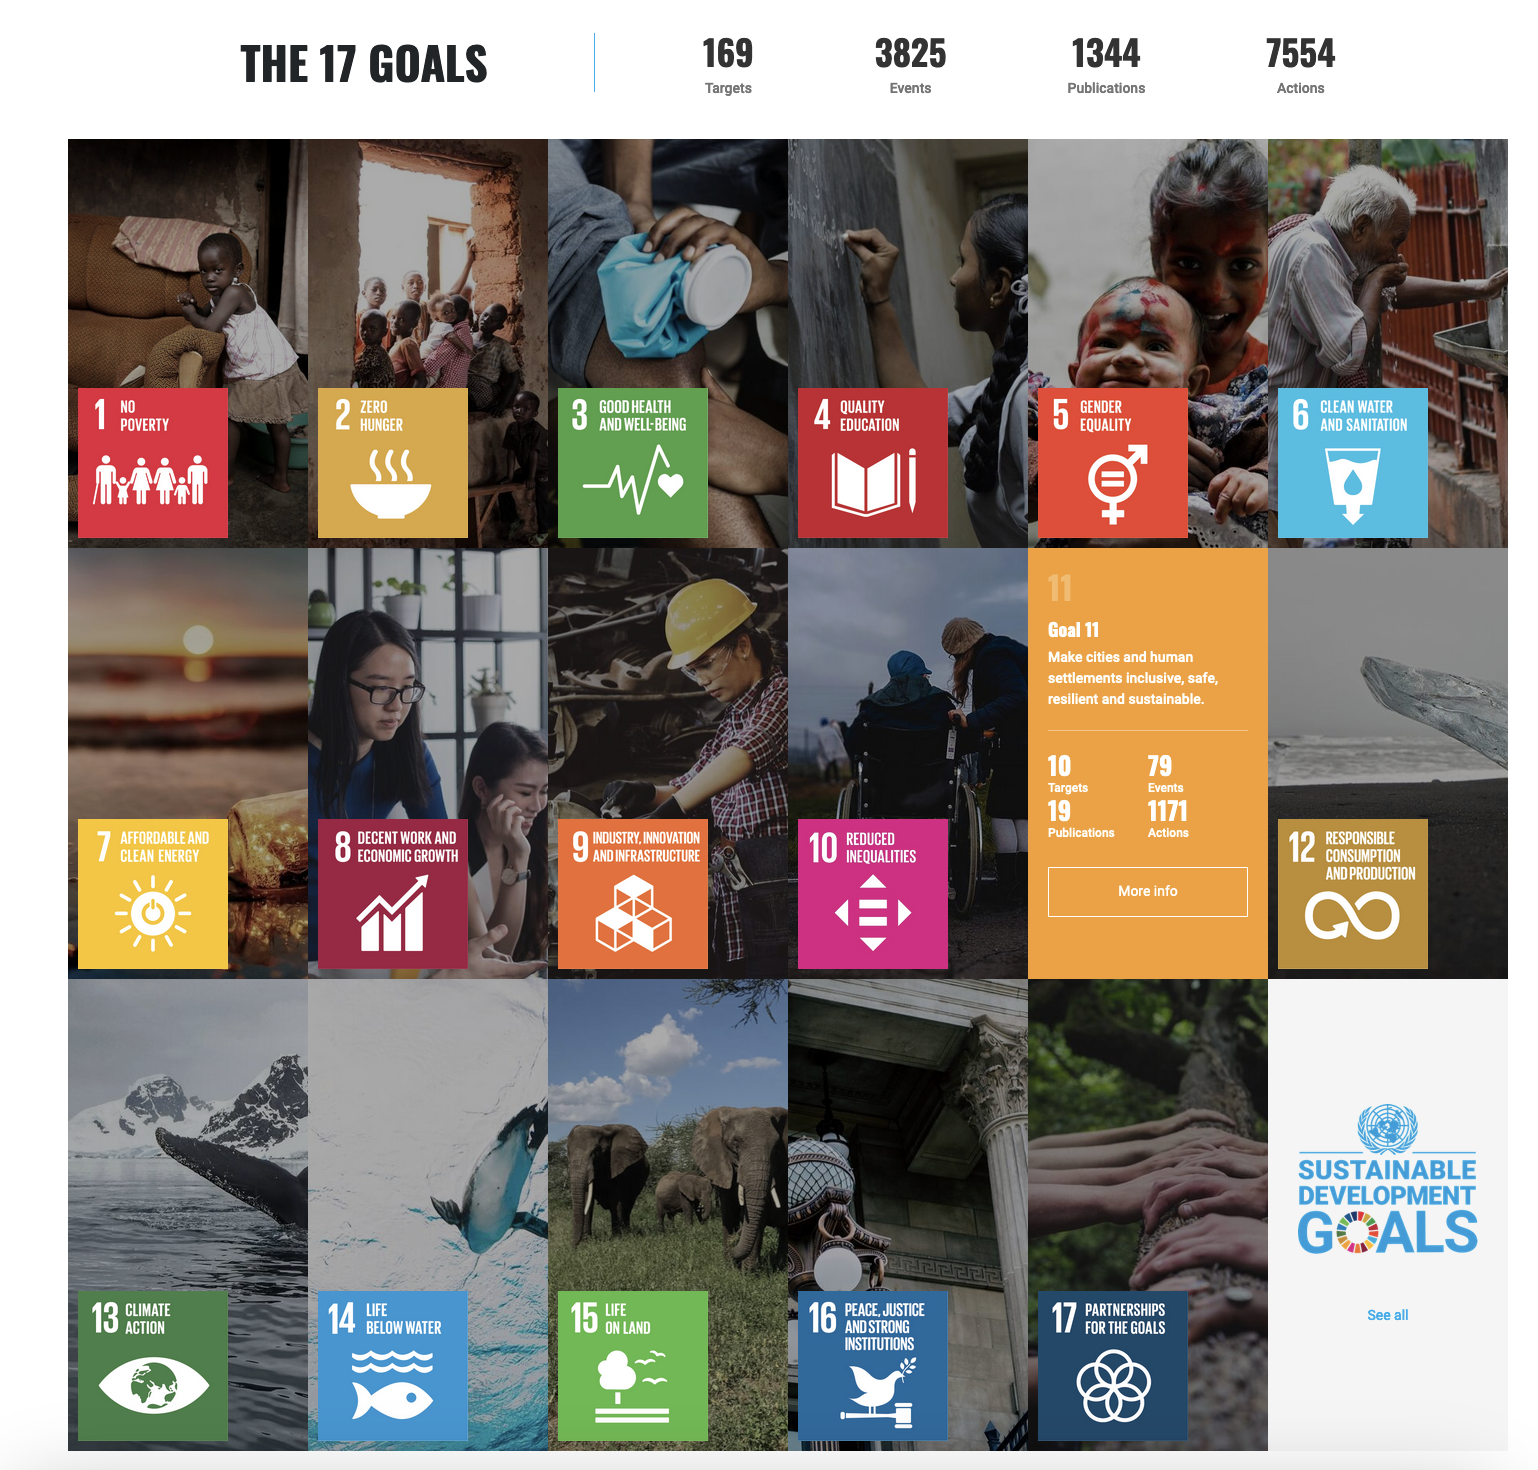 THE 17 GOALS
169
Targets
3825
Events
1344
Publications
7554
Actions
1 NO
POVERTY
2 ZERO
HUNGER
3 GOOD HEALTH
AND WELL-BEING
4 QUALITY
EDUCATION
5 GENDER
EQUALITY
6 CLEAN WATER
AND SANITATION
7 AFFORDABLE AND
CLEAN ENERGY
8 DECENT WORK AND
ECONOMIC GROWTH
9 INDUSTRY, INNOVATION
AND INFRASTRUCTURE
10 REDUCED
INEQUALITIES
11
Goal 11
Make cities and human
settlements inclusive, safe,
resilient and sustainable.
10
Targets
79
Events
19
Publications
1171
Actions
More info
12 RESPONSIBLE
CONSUMPTION
AND PRODUCTION
13 CLIMATE
ACTION
14 LIFE
BELOW WATER
15 LIFE
ON LAND
16 PEACE, JUSTICE
AND STRONG
INSTITUTIONS
17 PARTNERSHIPS
FOR THE GOALS
SUSTAINABLE
DEVELOPMENT
GOALS
See all